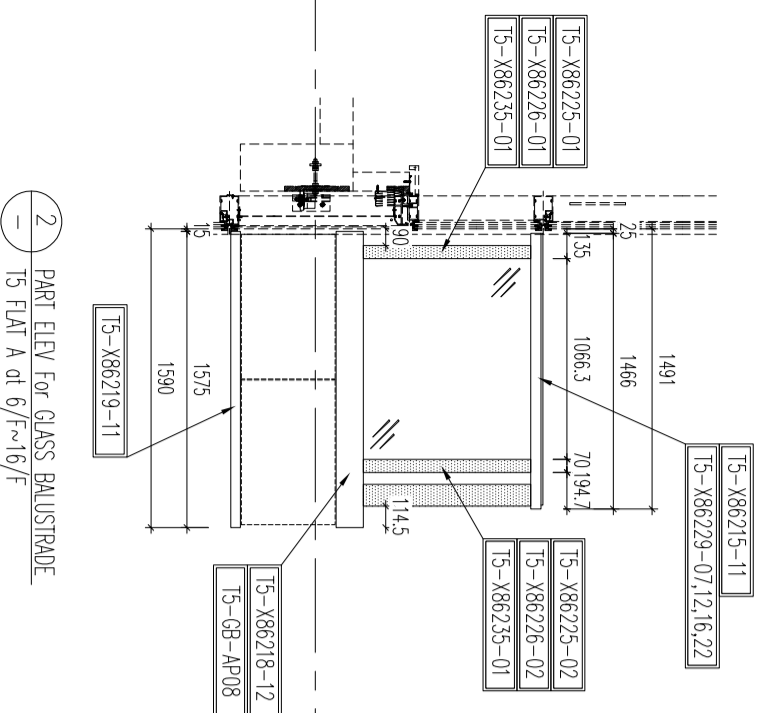 T5-X86225-01
T5-X86226-01
T5-X86235-01
T5-X86215-11
T5-X86229-07,12,16,22
1491
25
1466
135
1066.3
70
194.7
90
114.5
T5-X86225-02
T5-X86226-02
T5-X86235-01
T5-X86218-12
T5-GB-AP08
15
1575
1590
T5-X86219-11
2
-
PART ELEV For GLASS BALUSTRADE
T5 FLAT A at 6/F~16/F